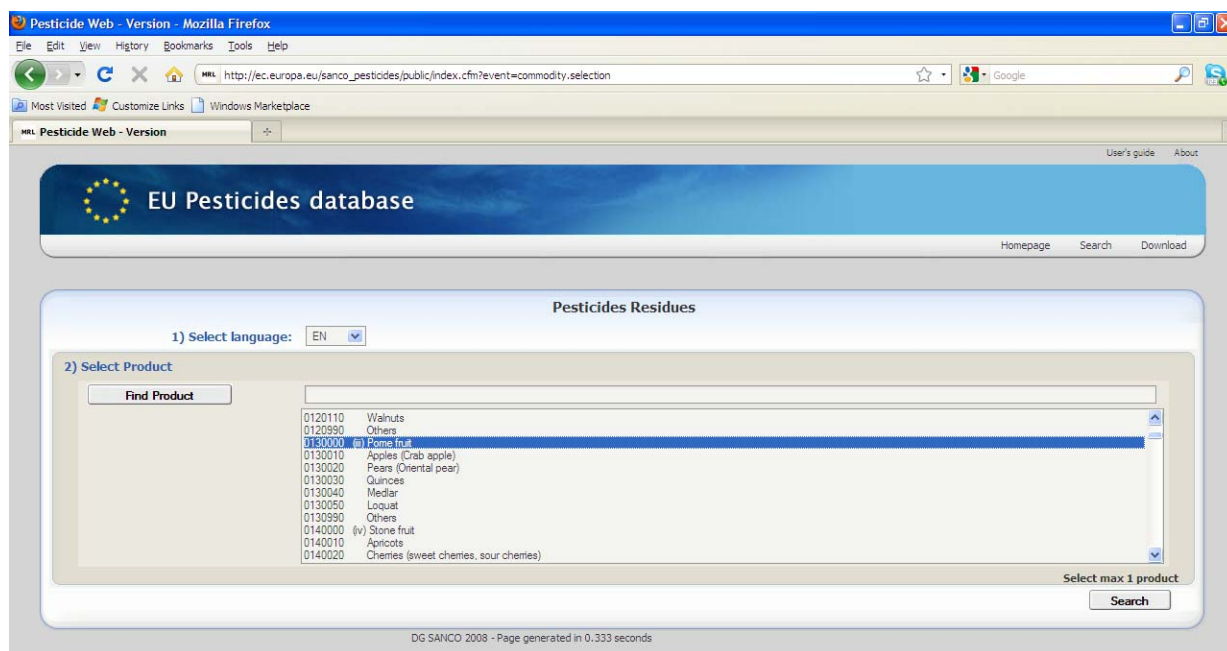 Pesticide Web - Version - Mozilla Firefox
File Edit View History Bookmarks Tools Help
MRL http://ec.europa.eu/sanco_pesticides/public/index.cfm?event=commodity.selection
Google
Most Visited Customize Links Windows Marketplace
MRL Pesticide Web - Version
User's guide About
EU Pesticides database
Homepage Search Download
Pesticides Residues
1) Select language: EN
2) Select Product
Find Product
0120110 Walnuts
0120990 Others
0130000 (iii) Pome fruit
0130010 Apples (Crab apple)
0130020 Pears (Oriental pear)
0130030 Quinces
0130040 Medlar
0130050 Loquat
0130990 Others
0140000 (iv) Stone fruit
0140010 Apricots
0140020 Cherries (sweet cherries, sour cherries)
Select max 1 product
Search
DG SANCO 2008 - Page generated in 0.333 seconds